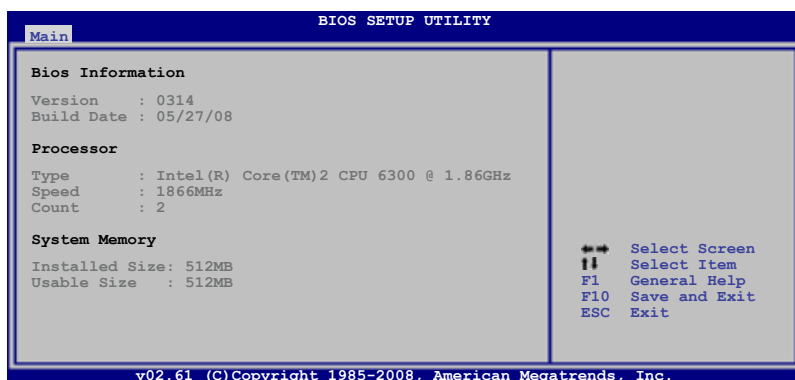 BIOS SETUP UTILITY
Main
Bios Information
Version : 0314
Build Date : 05/27/08
Processor
Type : Intel(R) Core(TM)2 CPU 6300 @ 1.86GHz
Speed : 1866MHz
Count : 2
System Memory
Installed Size: 512MB
Usable Size : 512MB
Select Screen
Select Item
F1 General Help
F10 Save and Exit
ESC Exit
v02.61 (C)Copyright 1985-2008, American Megatrends, Inc.